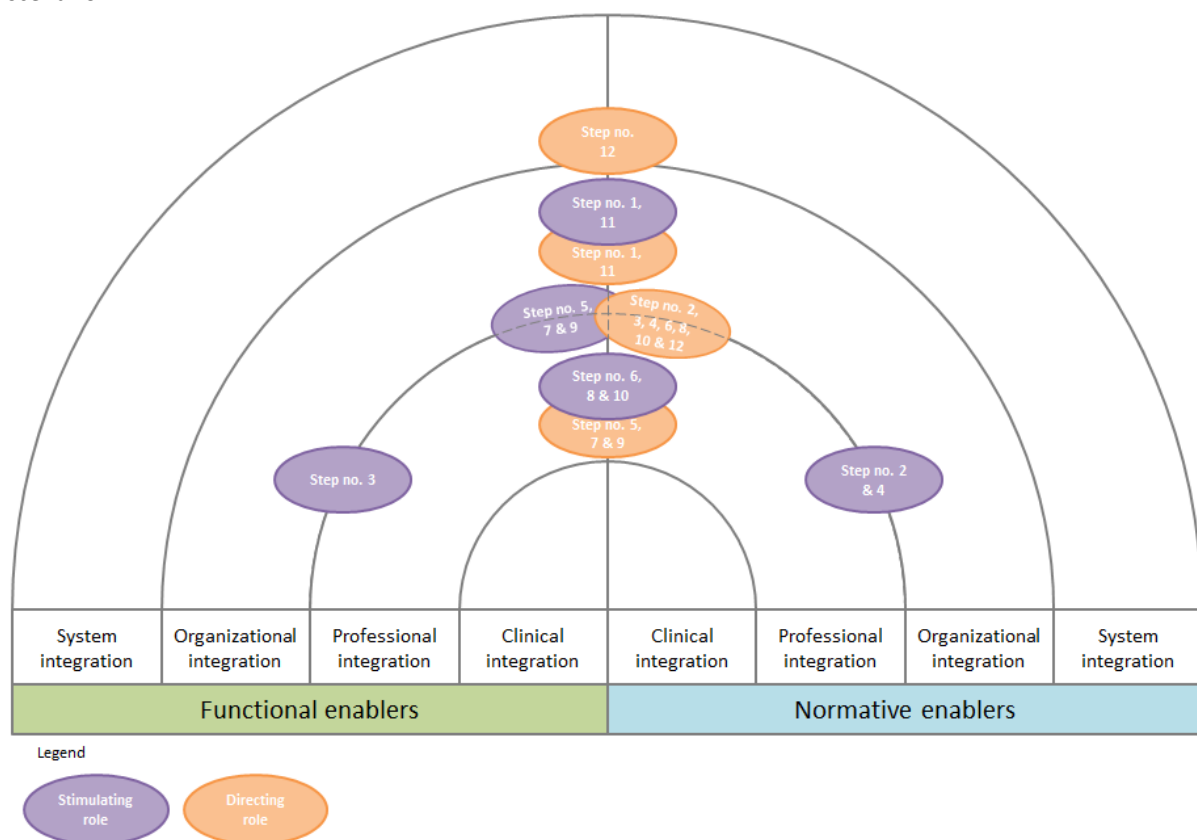 Step no.
12
Step no. 1,
11
Step no. 1,
11
Step no. 5,
7 & 9
Step no. 2,
3, 4, 6, 8,
10 & 12
Step no. 6,
8 & 10
Step no. 5,
7 & 9
Step no. 3
Step no. 2
& 4
System
integration
Organizational
integration
Professional
integration
Clinical
integration
Clinical
integration
Professional
integration
Organizational
integration
System
integration
Functional enablers
Normative enablers
Legend
Stimulating
role
Directing
role